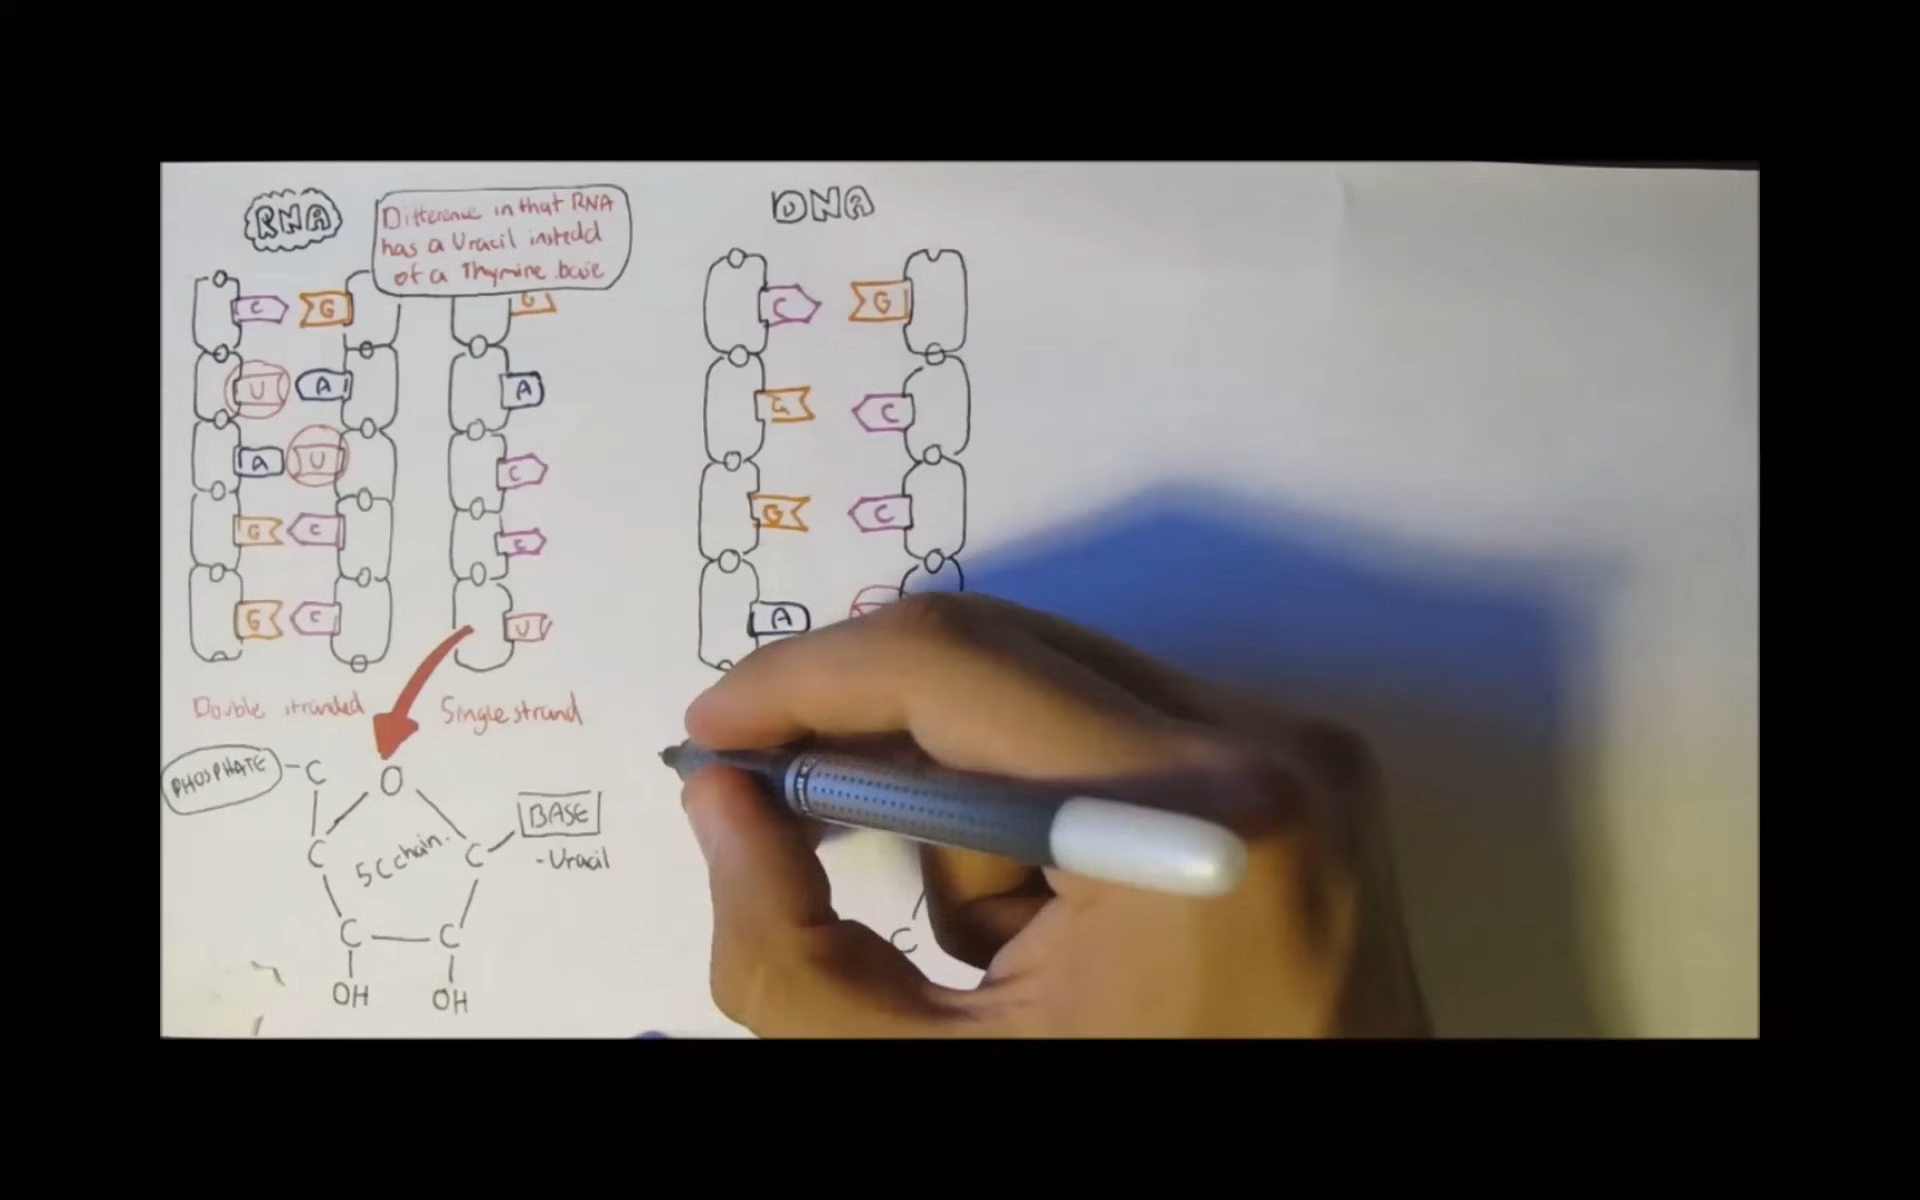 RNA
Difference in that RNA
has a Uracil instedd
of a Thymine base
DNA
C G G
U A A
A U C
G C C
G C U
C G
G C
G C
A
Double stranded
Single strand
PHOSPHATE - C
O
C 5C chain. C
BASE
- Uracil
C C
OH OH
C